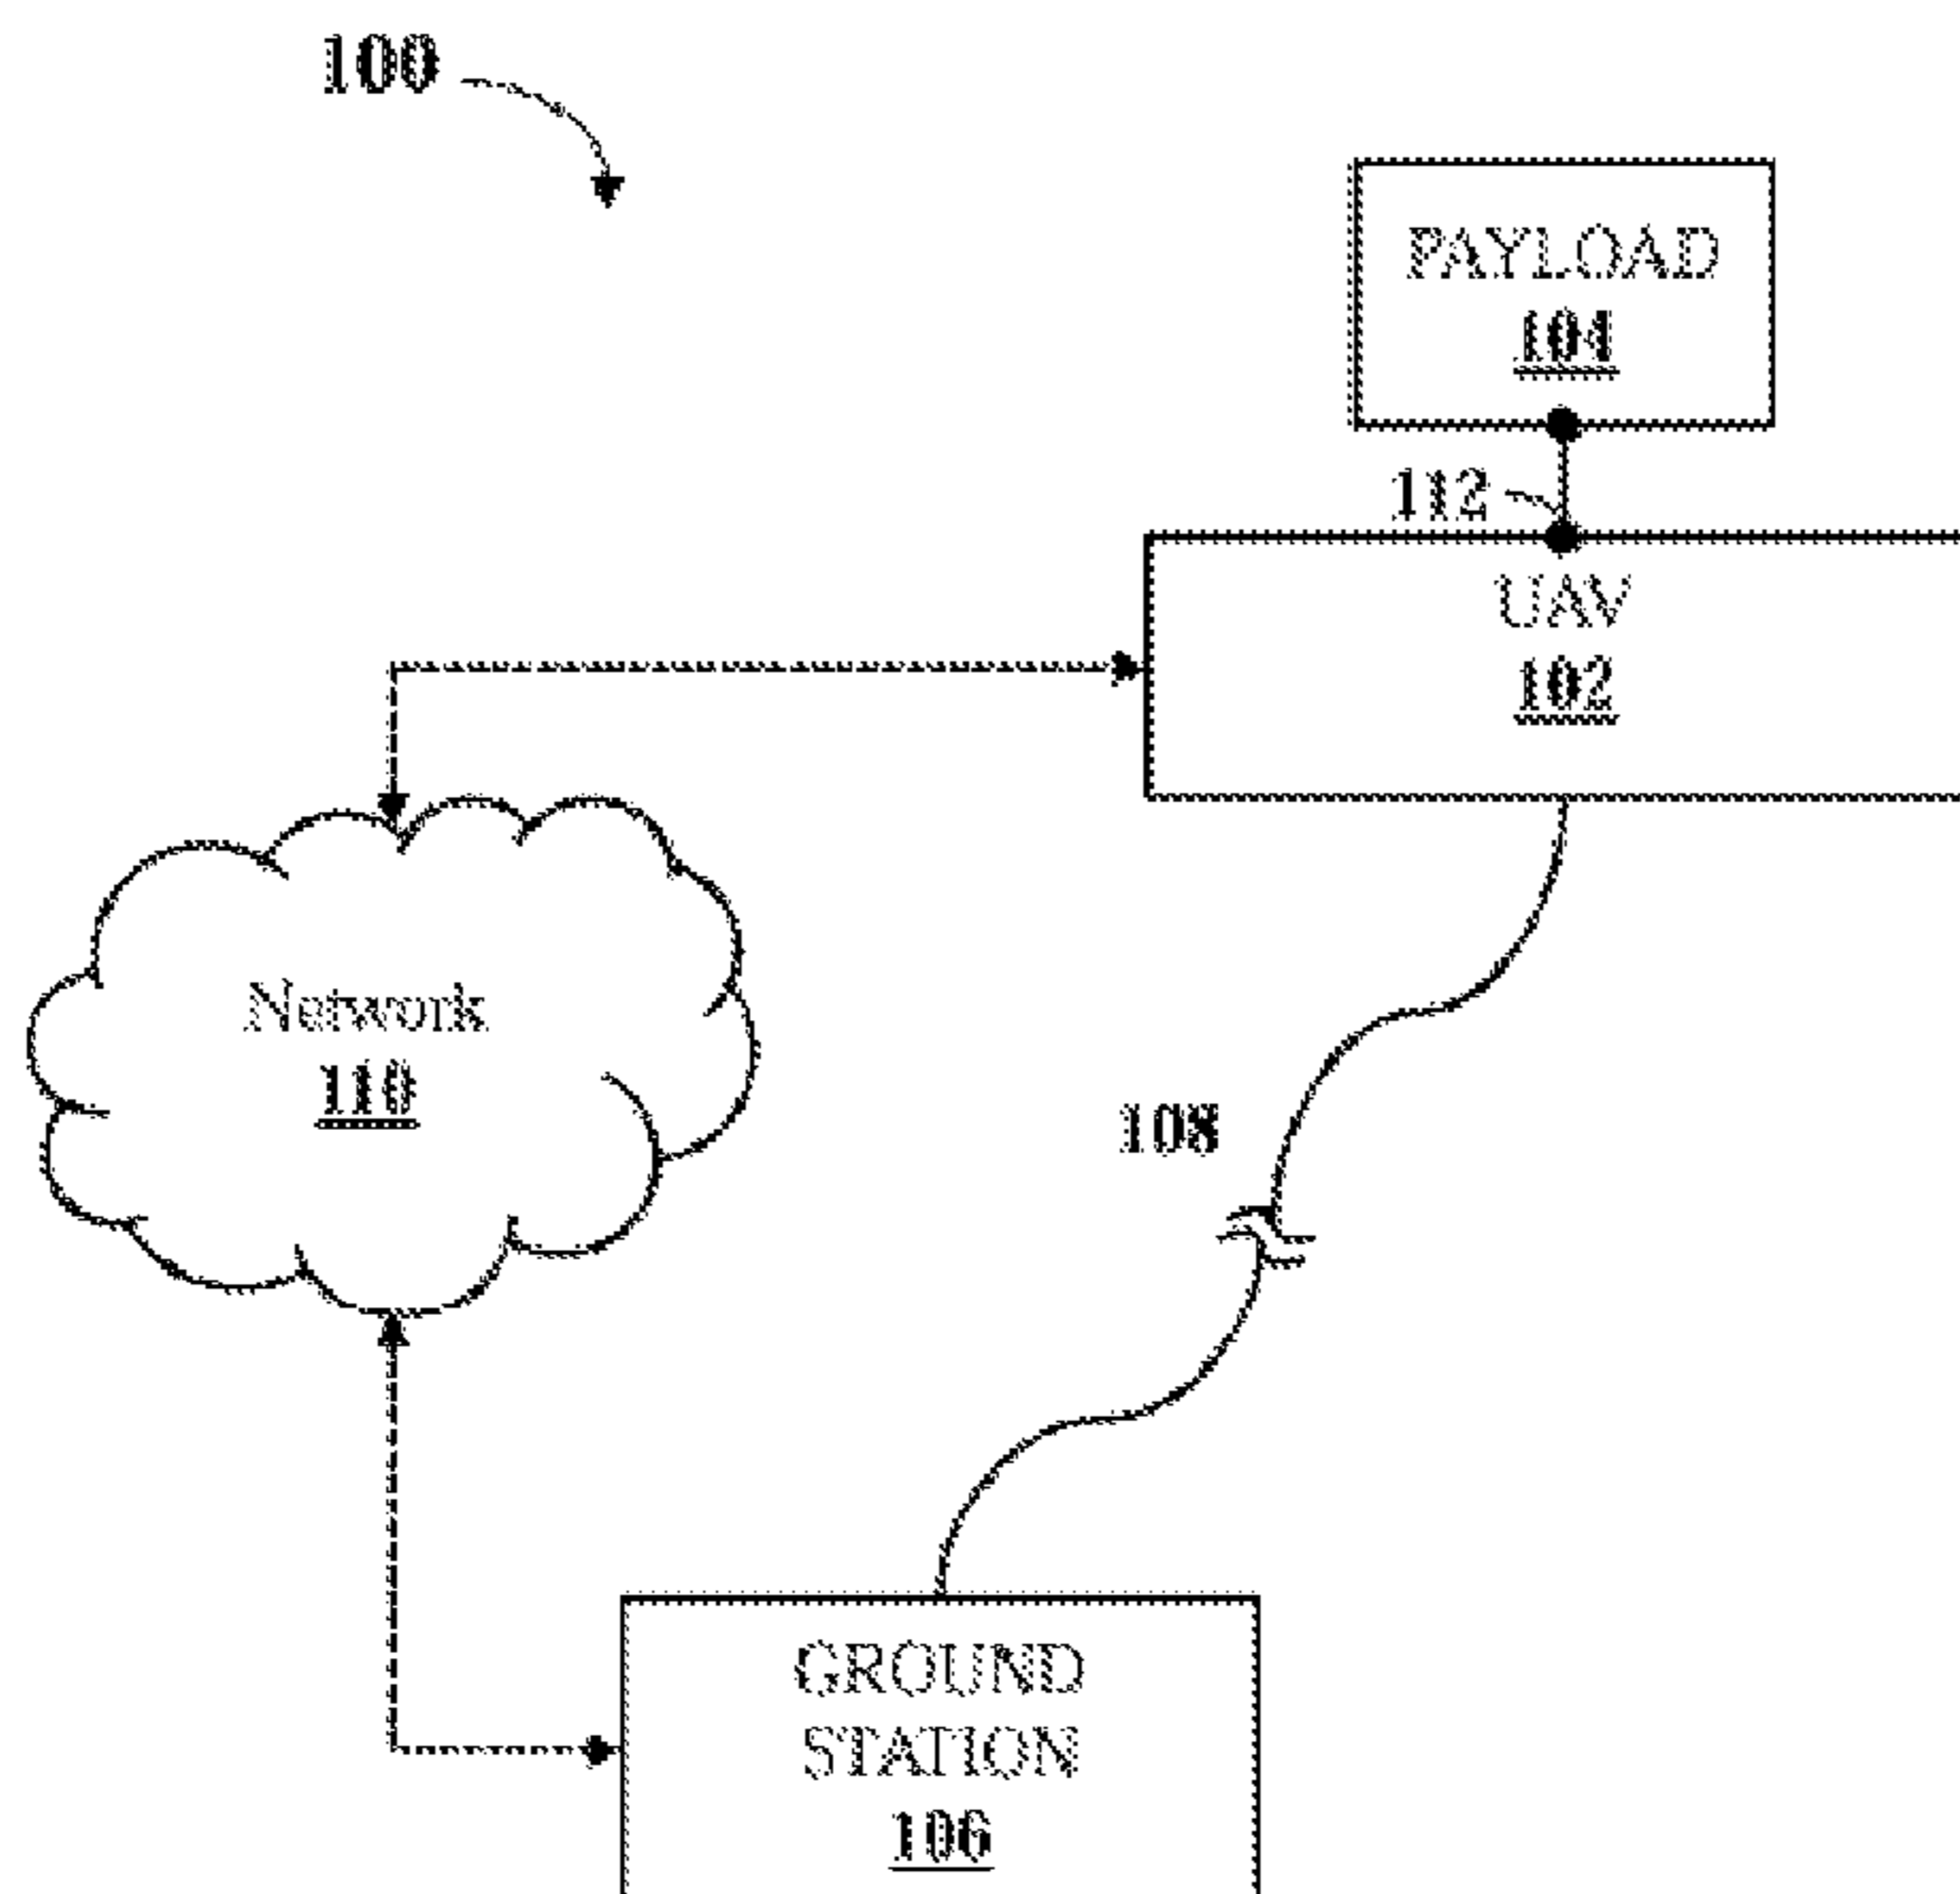 100
PAYLOAD
104
112
UAV
102
Network
110
108
GROUND
STATION
106